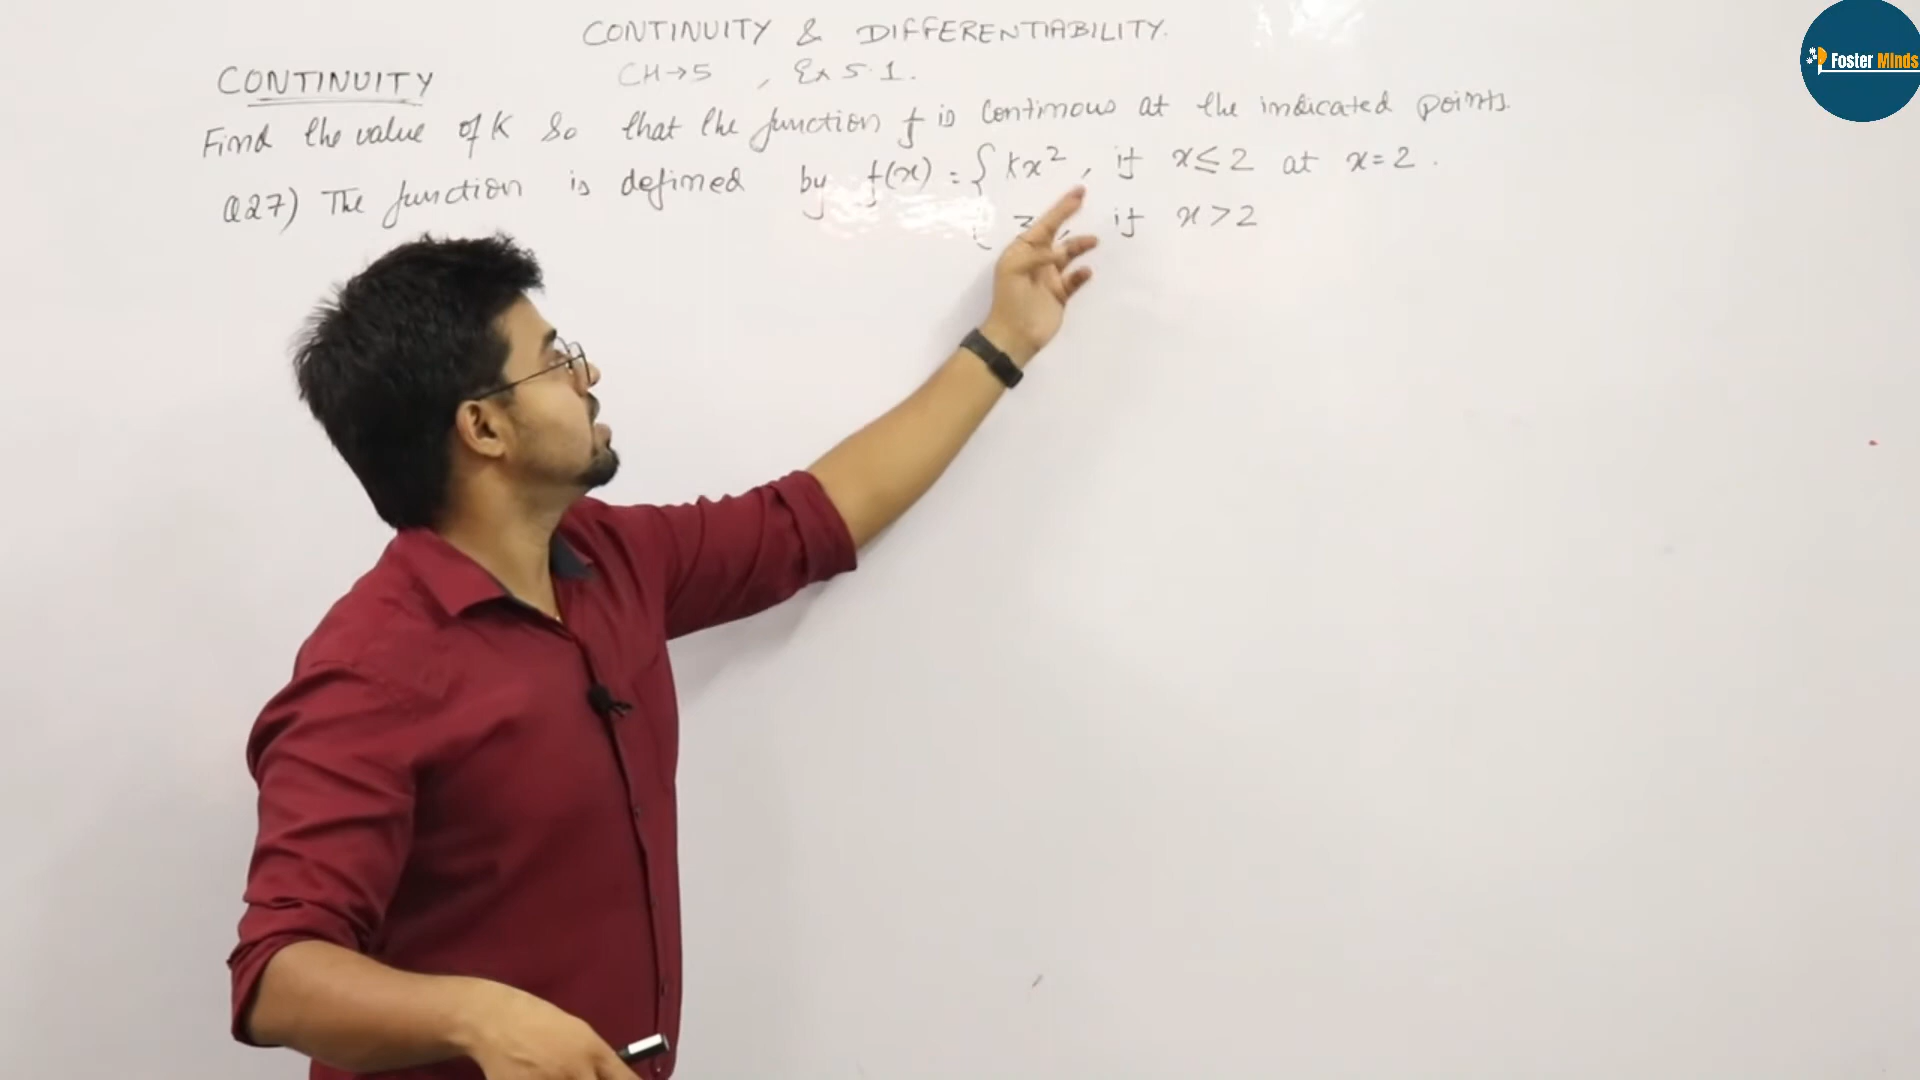 CONTINUITY & DIFFERENTIABILITY.
CONTINUITY CH→5 , Ex 5.1.
Find the value of K so that the function f is continous at the indicated points.
Q27) The function is defined by f(x) = { Kx², if x≤2 at x=2.
3, if x>2
Foster Minds